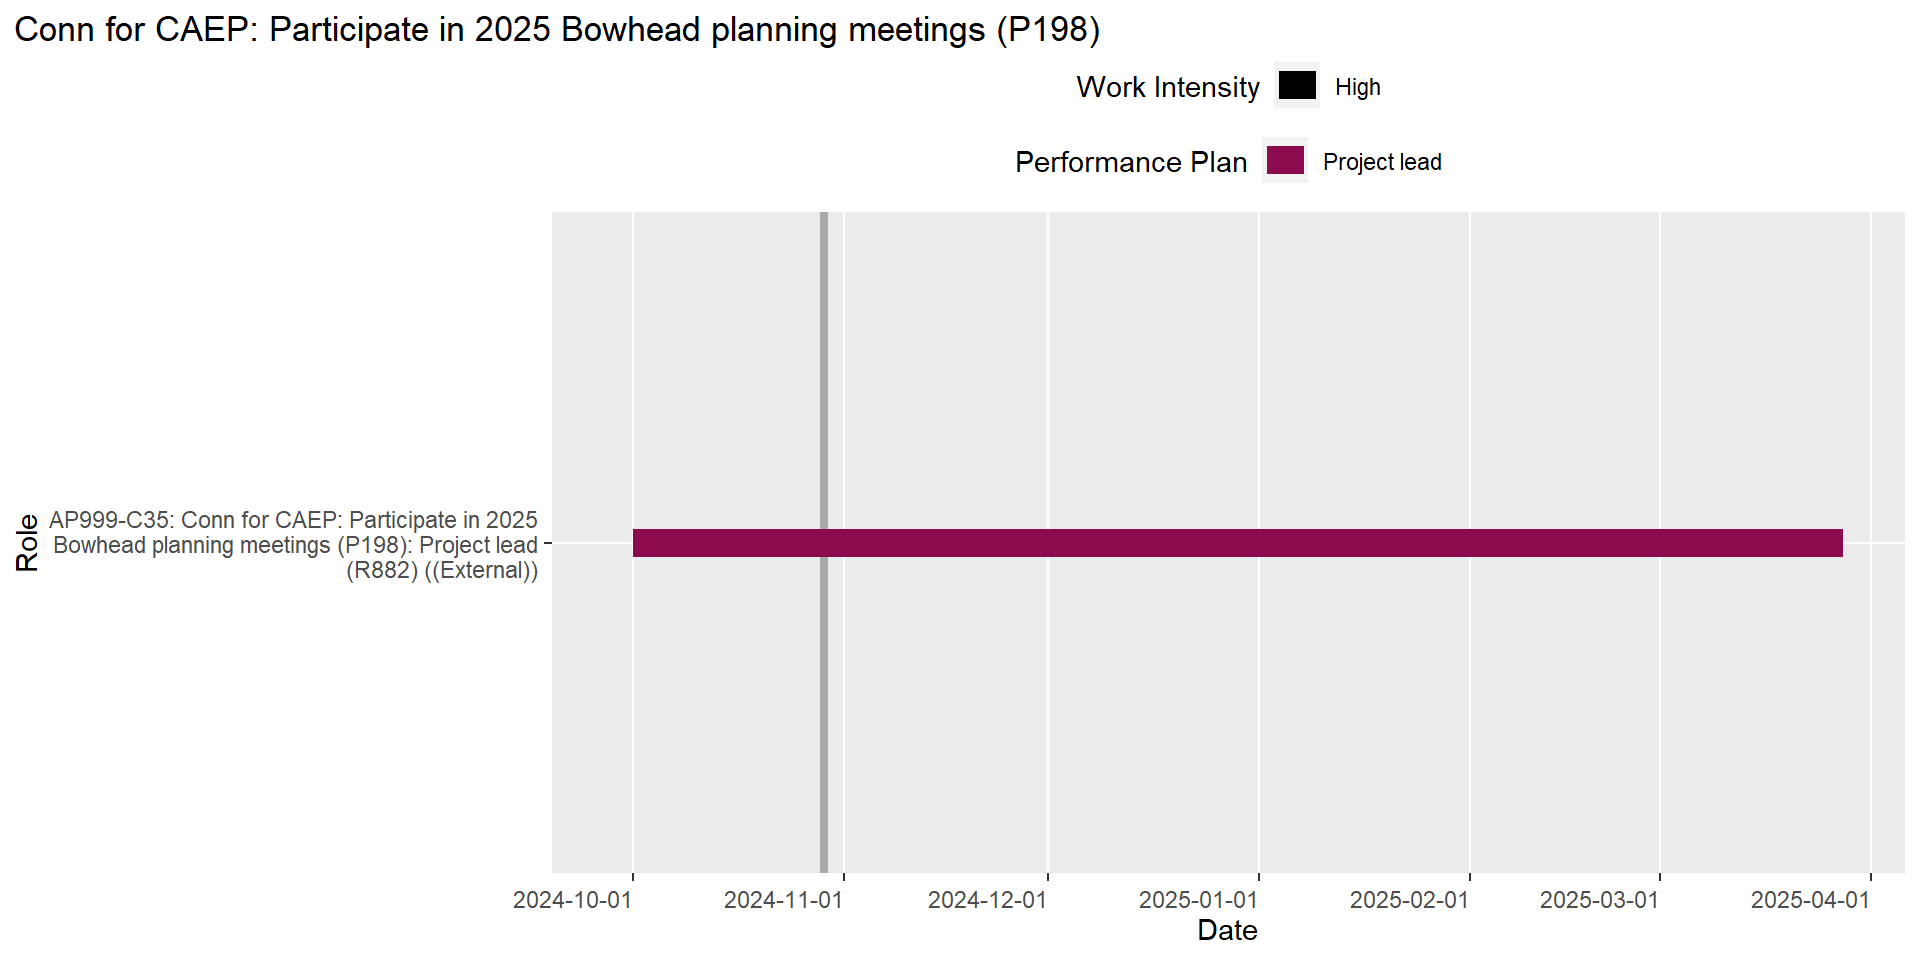 Conn for CAEP: Participate in 2025 Bowhead planning meetings (P198)
Work Intensity High
Performance Plan Project lead
Role
AP999-C35: Conn for CAEP: Participate in 2025
Bowhead planning meetings (P198): Project lead
(R882) ((External))
2024-10-01 2024-11-01 2024-12-01 2025-01-01 2025-02-01 2025-03-01 2025-04-01
Date